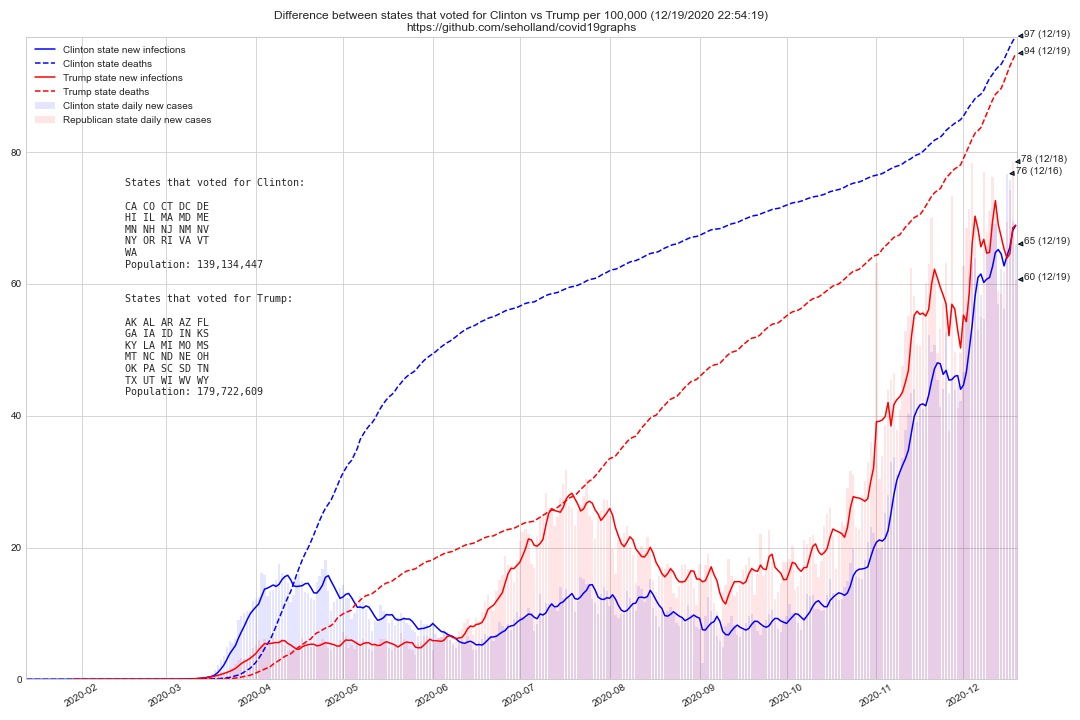 Difference between states that voted for Clinton vs Trump per 100,000 (12/19/2020 22:54:19)
https://github.com/seholland/covid19graphs
Clinton state new infections
Clinton state deaths
Trump state new infections
Trump state deaths
Clinton state daily new cases
Republican state daily new cases
97 (12/19)
94 (12/19)
78 (12/18)
76 (12/16)
65 (12/19)
60 (12/19)
States that voted for Clinton:
CA CO CT DC DE
HI IL MA MD ME
MN NH NJ NM NV
NY OR RI VA VT
WA
Population: 139,134,447
States that voted for Trump:
AK AL AR AZ FL
GA IA ID IN KS
KY LA MI MO MS
MT NC ND NE OH
OK PA SC SD TN
TX UT WI WV WY
Population: 179,722,609
80
60
40
20
0
2020-02
2020-03
2020-04
2020-05
2020-06
2020-07
2020-08
2020-09
2020-10
2020-11
2020-12